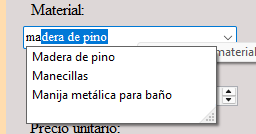 Material:
madera de pino
material
Madera de pino
Manecillas
Manija metálica para baño
Precio unitario: